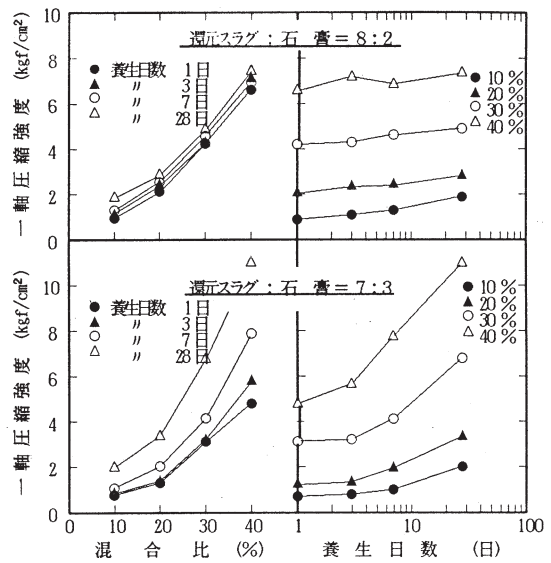 還元スラグ:石 膏=8:2
一軸圧縮強度 (kgf/cm²)
10
8
6
4
2
0
● 養生日数 1日
▲ 〃 3日
○ 〃 7日
△ 〃 28日
● 10%
▲ 20%
○ 30%
△ 40%
還元スラグ:石 膏=7:3
一軸圧縮強度 (kgf/cm²)
10
8
6
4
2
0
● 養生日数 1日
▲ 〃 3日
○ 〃 7日
△ 〃 28日
● 10%
▲ 20%
○ 30%
△ 40%
0 10 20 30 40 1 10 100
混 合 比 (%) 養 生 日 数 (日)